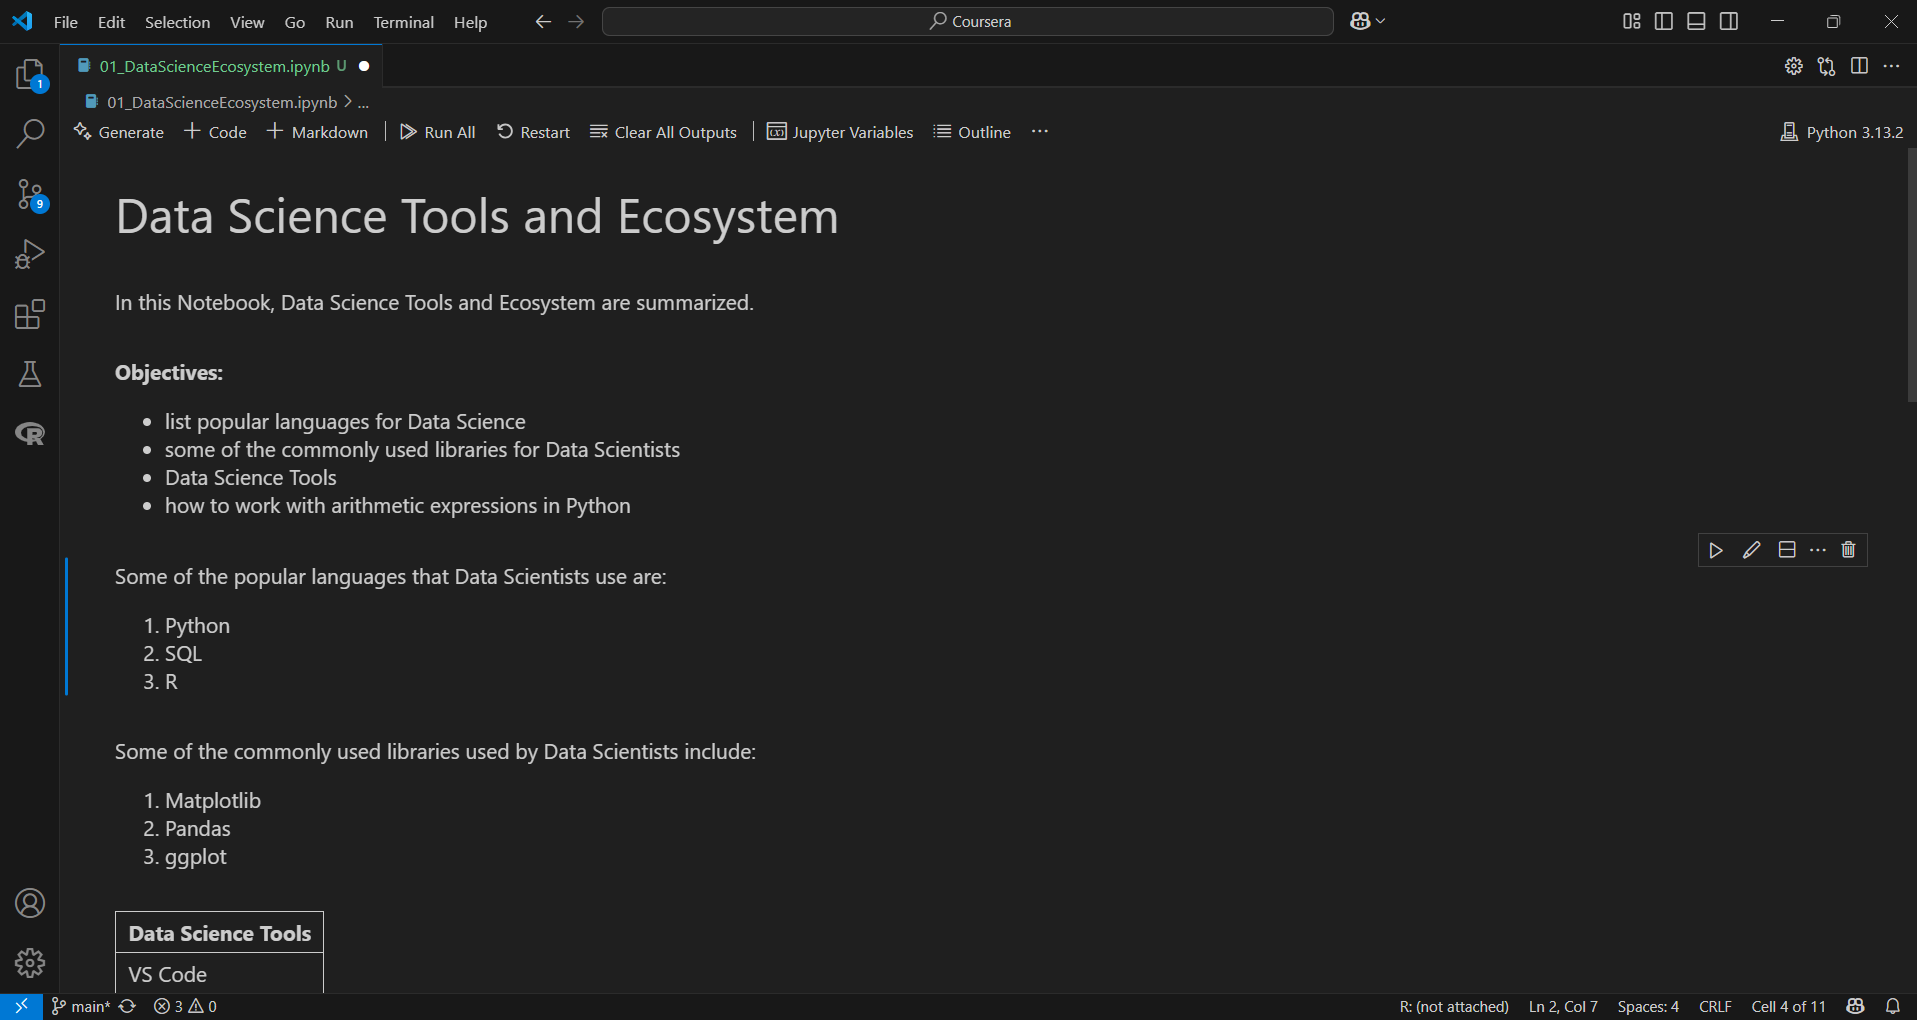 File Edit Selection View Go Run Terminal Help
Coursera
01_DataScienceEcosystem.ipynb U
01_DataScienceEcosystem.ipynb > ...
Generate + Code + Markdown Run All Restart Clear All Outputs Jupyter Variables Outline ...
Python 3.13.2
Data Science Tools and Ecosystem
In this Notebook, Data Science Tools and Ecosystem are summarized.
Objectives:
• list popular languages for Data Science
• some of the commonly used libraries for Data Scientists
• Data Science Tools
• how to work with arithmetic expressions in Python
Some of the popular languages that Data Scientists use are:
1. Python
2. SQL
3. R
Some of the commonly used libraries used by Data Scientists include:
1. Matplotlib
2. Pandas
3. ggplot
Data Science Tools
VS Code
1
9
R
main* 3 0
R: (not attached) Ln 2, Col 7 Spaces: 4 CRLF Cell 4 of 11